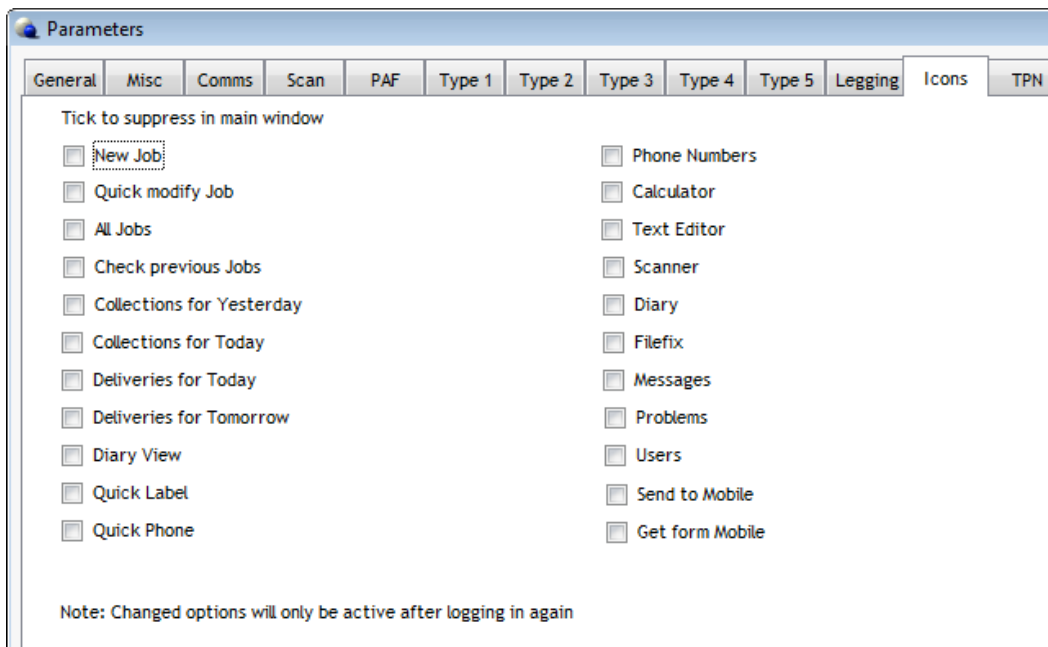 Parameters
General Misc Comms Scan PAF Type 1 Type 2 Type 3 Type 4 Type 5 Legging Icons TPN
Tick to suppress in main window
New Job
Quick modify Job
All Jobs
Check previous Jobs
Collections for Yesterday
Collections for Today
Deliveries for Today
Deliveries for Tomorrow
Diary View
Quick Label
Quick Phone
Phone Numbers
Calculator
Text Editor
Scanner
Diary
Filefix
Messages
Problems
Users
Send to Mobile
Get form Mobile
Note: Changed options will only be active after logging in again